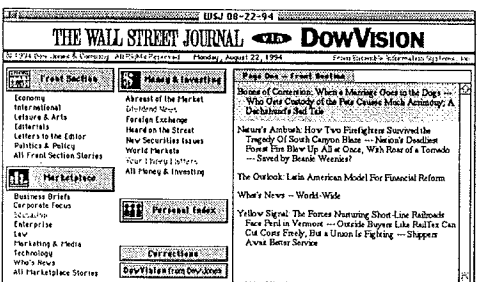 WSJ 08-22-94
THE WALL STREET JOURNAL DOWVISION
© 1994 Dow Jones & Company All Rights Reserved Monday, August 22, 1994 From Ensemble Information Systems, Inc
Front Section
Economy
International
Leisure & Arts
Editorials
Letters to the Editor
Politics & Policy
All Front Section Stories
Marketplace
Business Briefs
Corporate Focus
Education
Enterprise
Law
Marketing & Media
Technology
Who's News
All Marketplace Stories
Money & Investing
Abreast of the Market
Dividend News
Foreign Exchange
Heard on the Street
New Securities Issues
World Markets
Your Money Matters
All Money & Investing
Personal Index
Corrections
DowVision from Dow Jones
Page One -- Front Section
Bones of Contention: When a Marriage Goes to the Dogs ---
Who Gets Custody of the Pets Causes Much Acrimony; A
Dachshund's Sad Tale
Nature's Ambush: How Two Firefighters Survived the
Tragedy Of South Canyon Blaze --- Nation's Deadliest
Forest Fire Blew Up All at Once, With Roar of a Tornado
--- Saved by Beanie Weenies?
The Outlook: Latin American Model For Financial Reform
What's News -- World-Wide
Yellow Signal: The Forces Nurturing Short-Line Railroads
Face Peril in Vermont --- Outside Buyers Like RailTex Can
Cut Costs Freely, But a Union Is Fighting --- Shippers
Await Better Service